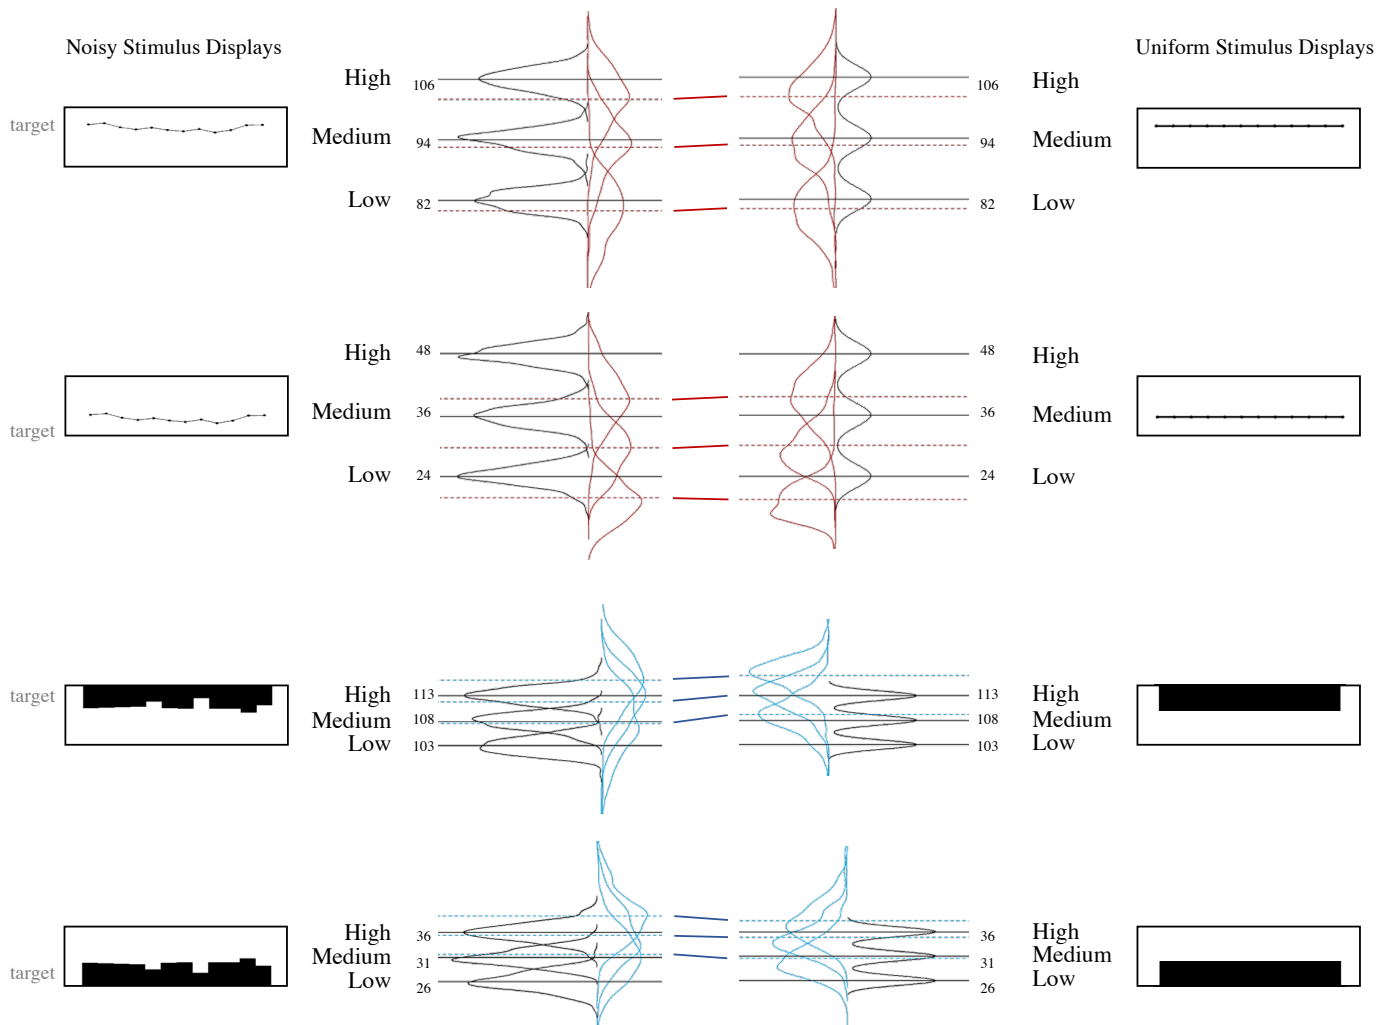 Noisy Stimulus Displays
Uniform Stimulus Displays
High 106 106 High
target
Medium 94 94 Medium
Low 82 82 Low
High 48 48 High
Medium 36 36 Medium
target
Low 24 24 Low
target High 113 113 High
Medium 108 108 Medium
Low 103 103 Low
High 36 36 High
Medium 31 31 Medium
target Low 26 26 Low